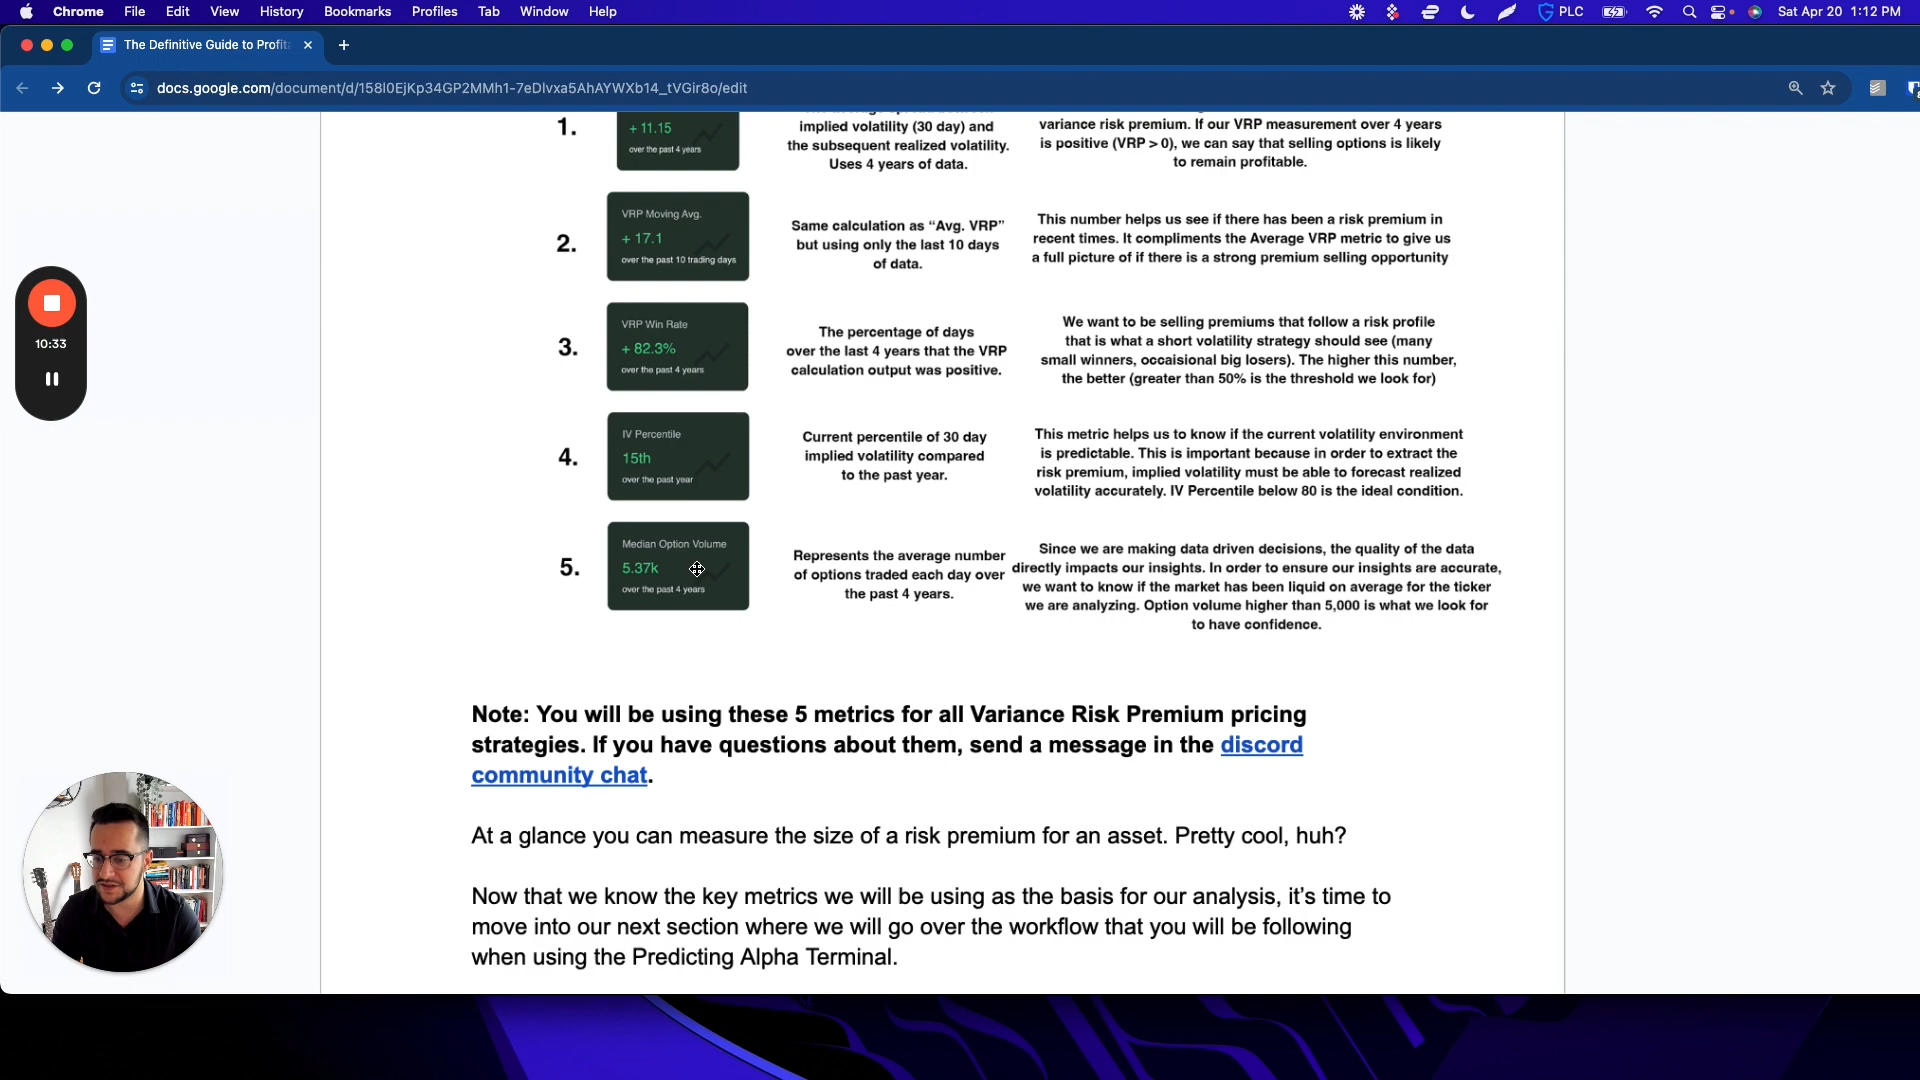 Chrome File Edit View History Bookmarks Profiles Tab Window Help
PLC
Sat Apr 20 1:12 PM
The Definitive Guide to Profit
docs.google.com/document/d/158I0EjKp34GP2MMh1-7eDlvxa5AhAYWXb14_tVGir8o/edit
10:33
1.
+ 11.15
over the past 4 years
implied volatility (30 day) and
the subsequent realized volatility.
Uses 4 years of data.
variance risk premium. If our VRP measurement over 4 years
is positive (VRP > 0), we can say that selling options is likely
to remain profitable.
2.
VRP Moving Avg.
+ 17.1
over the past 10 trading days
Same calculation as “Avg. VRP”
but using only the last 10 days
of data.
This number helps us see if there has been a risk premium in
recent times. It compliments the Average VRP metric to give us
a full picture of if there is a strong premium selling opportunity
3.
VRP Win Rate
+ 82.3%
over the past 4 years
The percentage of days
over the last 4 years that the VRP
calculation output was positive.
We want to be selling premiums that follow a risk profile
that is what a short volatility strategy should see (many
small winners, occaisional big losers). The higher this number,
the better (greater than 50% is the threshold we look for)
4.
IV Percentile
15th
over the past year
Current percentile of 30 day
implied volatility compared
to the past year.
This metric helps us to know if the current volatility environment
is predictable. This is important because in order to extract the
risk premium, implied volatility must be able to forecast realized
volatility accurately. IV Percentile below 80 is the ideal condition.
5.
Median Option Volume
5.37k
over the past 4 years
Represents the average number
of options traded each day over
the past 4 years.
Since we are making data driven decisions, the quality of the data
directly impacts our insights. In order to ensure our insights are accurate,
we want to know if the market has been liquid on average for the ticker
we are analyzing. Option volume higher than 5,000 is what we look for
to have confidence.
Note: You will be using these 5 metrics for all Variance Risk Premium pricing
strategies. If you have questions about them, send a message in the discord
community chat.
At a glance you can measure the size of a risk premium for an asset. Pretty cool, huh?
Now that we know the key metrics we will be using as the basis for our analysis, it’s time to
move into our next section where we will go over the workflow that you will be following
when using the Predicting Alpha Terminal.